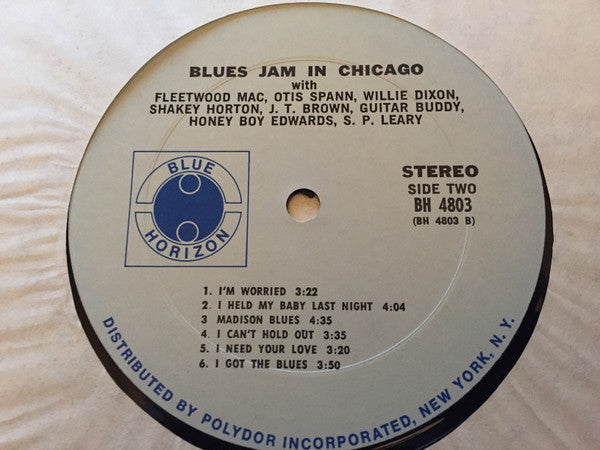 BLUES JAM IN CHICAGO
with
FLEETWOOD MAC, OTIS SPANN, WILLIE DIXON,
SHAKEY HORTON, J. T. BROWN, GUITAR BUDDY,
HONEY BOY EDWARDS, S. P. LEARY
BLUE
HORIZON
STEREO
SIDE TWO
BH 4803
(BH 4803 B)
1. I'M WORRIED 3:22
2. I HELD MY BABY LAST NIGHT 4:04
3 MADISON BLUES 4:35
4. I CAN'T HOLD OUT 3:35
5. I NEED YOUR LOVE 3:20
6. I GOT THE BLUES 3:50
DISTRIBUTED BY POLYDOR INCORPORATED, NEW YORK, N. Y.